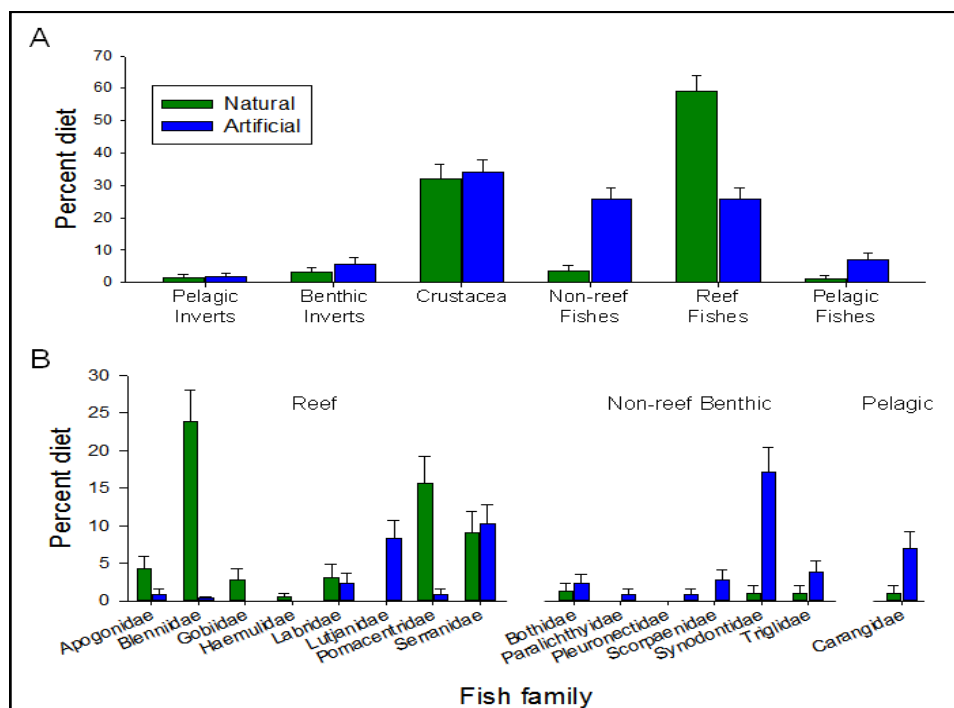 A
70
60
50
40
30
20
10
0
Percent diet
Natural
Artificial
Pelagic Inverts
Benthic Inverts
Crustacea
Non-reef Fishes
Reef Fishes
Pelagic Fishes
B
30
25
20
15
10
5
0
Percent diet
Reef
Non-reef Benthic
Pelagic
Apogonidae
Blenniidae
Gobiidae
Haemulidae
Labridae
Lutjanidae
Pomacentridae
Serranidae
Bothidae
Paralichthyidae
Pleuronectidae
Scorpaenidae
Synodontidae
Triglidae
Carangidae
Fish family